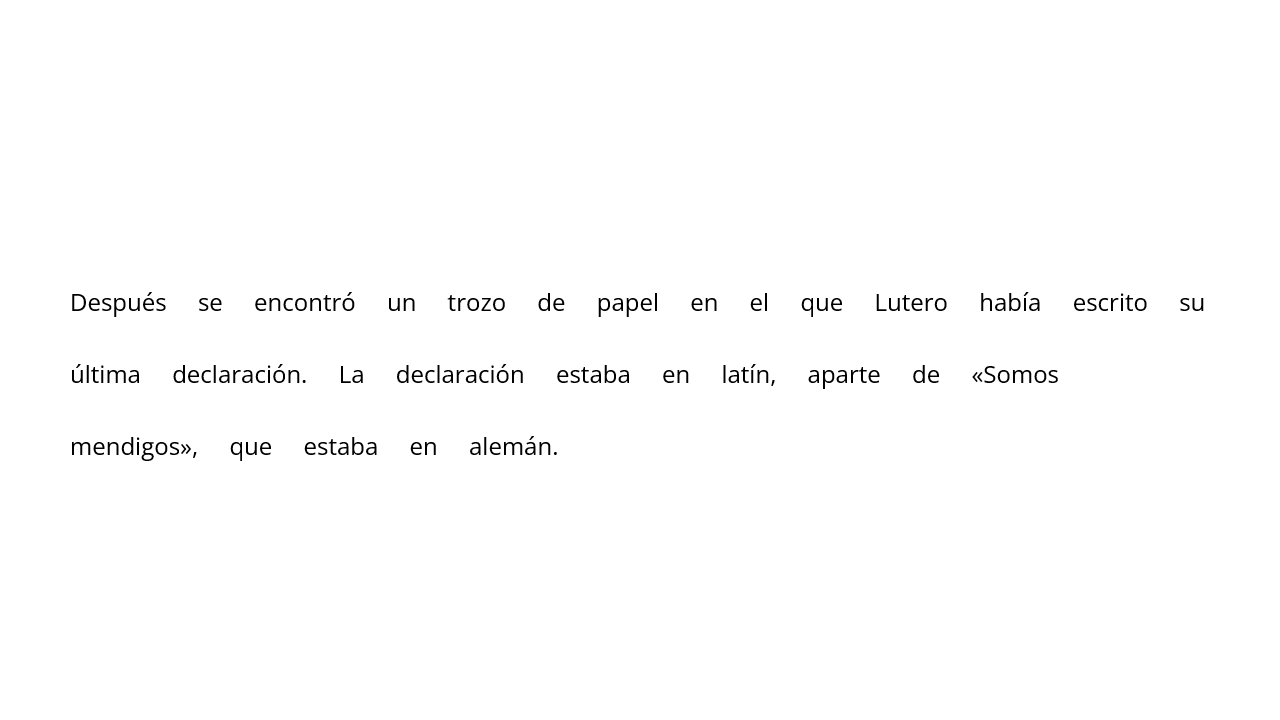 Después se encontró un trozo de papel en el que Lutero había escrito su
última declaración. La declaración estaba en latín, aparte de «Somos
mendigos», que estaba en alemán.